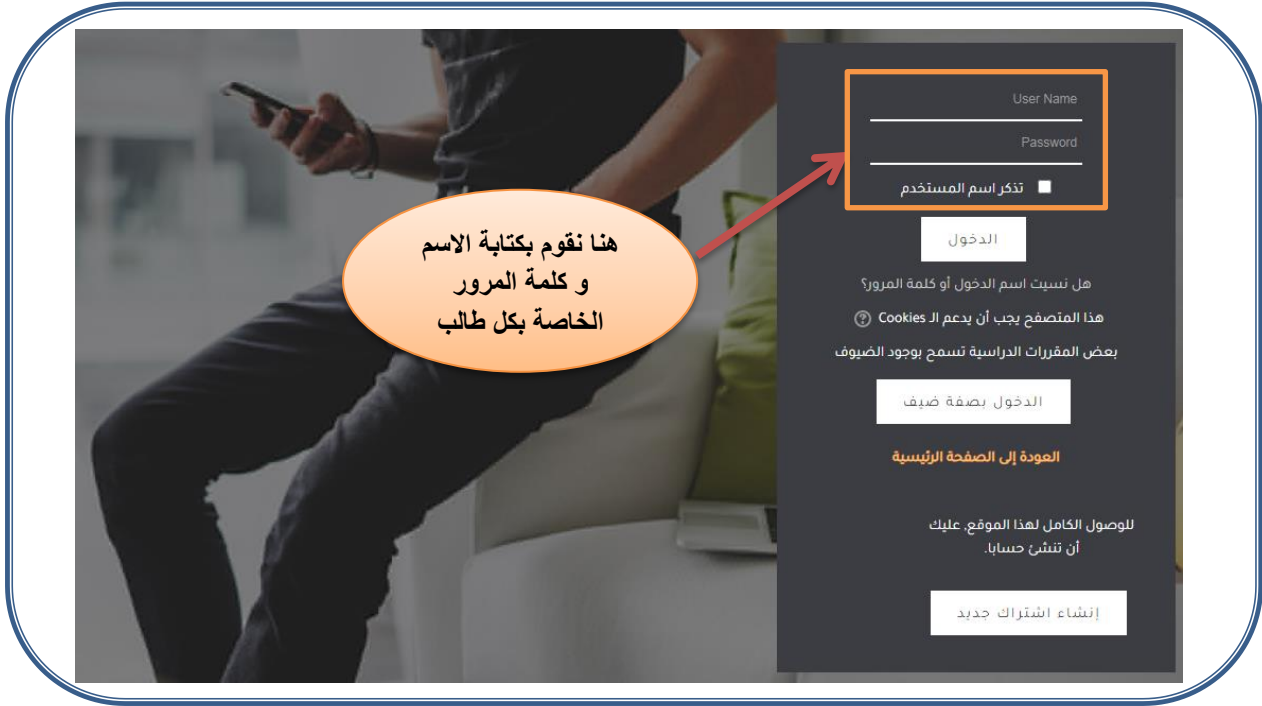 User Name
Password
تذكر اسم المستخدم
الدخول
هل نسيت اسم الدخول أو كلمة المرور؟
هذا المتصفح يجب أن يدعم الـ Cookies ?
بعض المقررات الدراسية تسمح بوجود الضيوف
الدخول بصفة ضيف
العودة إلى الصفحة الرئيسية
للوصول الكامل لهذا الموقع, عليك
أن تنشئ حسابا.
إنشاء اشتراك جديد
هنا نقوم بكتابة الاسم
و كلمة المرور
الخاصة بكل طالب